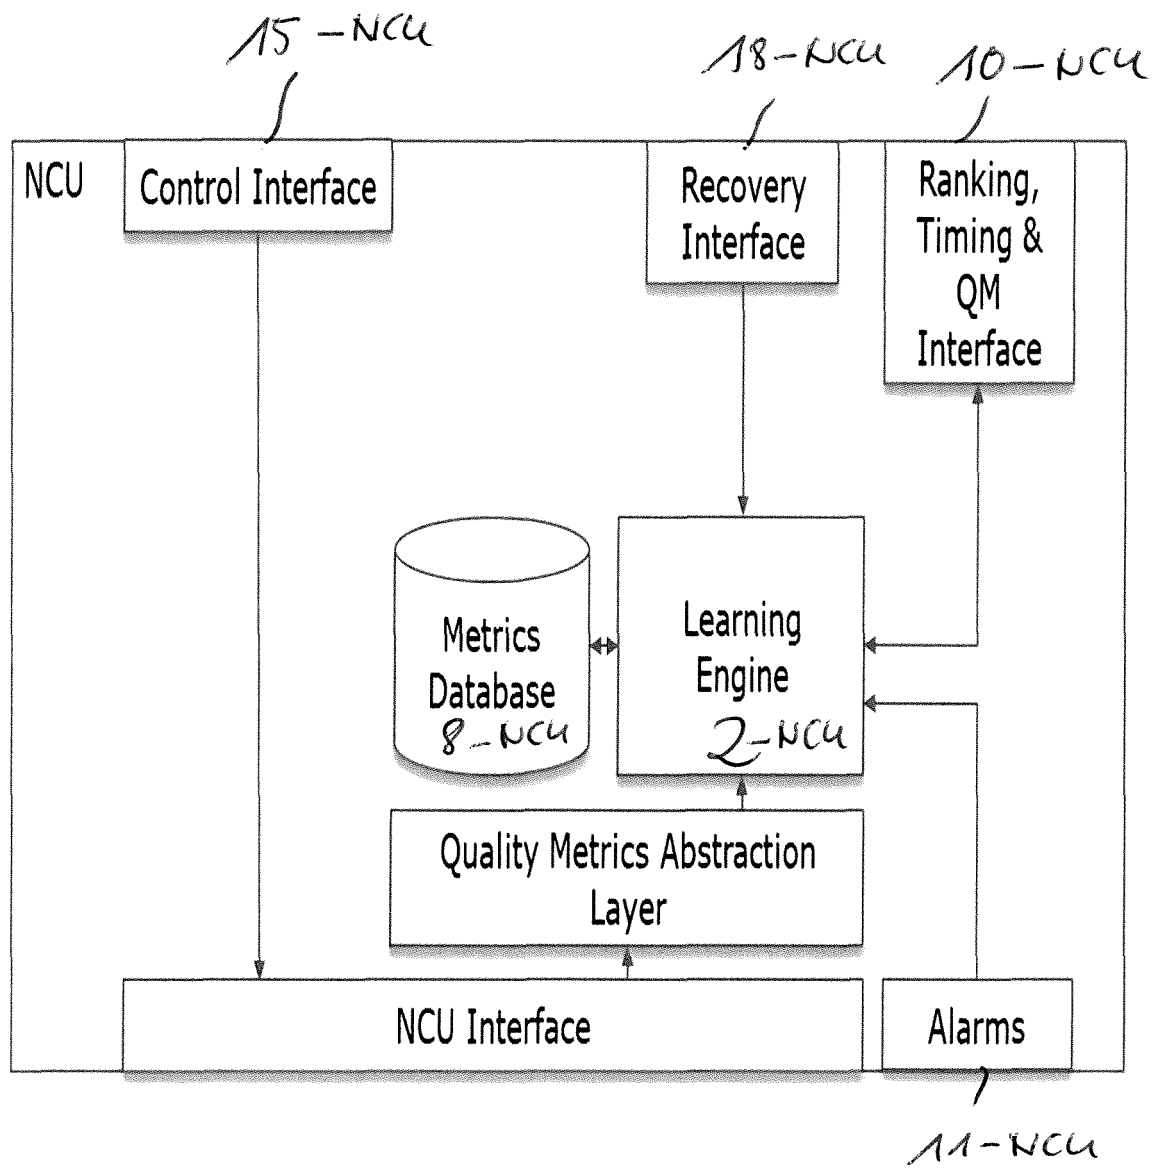 15-NCU
18-NCU
10-NCU
NCU
Control Interface
Recovery
Interface
Ranking,
Timing &
QM
Interface
Metrics
Database
8-NCU
Learning
Engine
2-NCU
Quality Metrics Abstraction
Layer
NCU Interface
Alarms
11-NCU